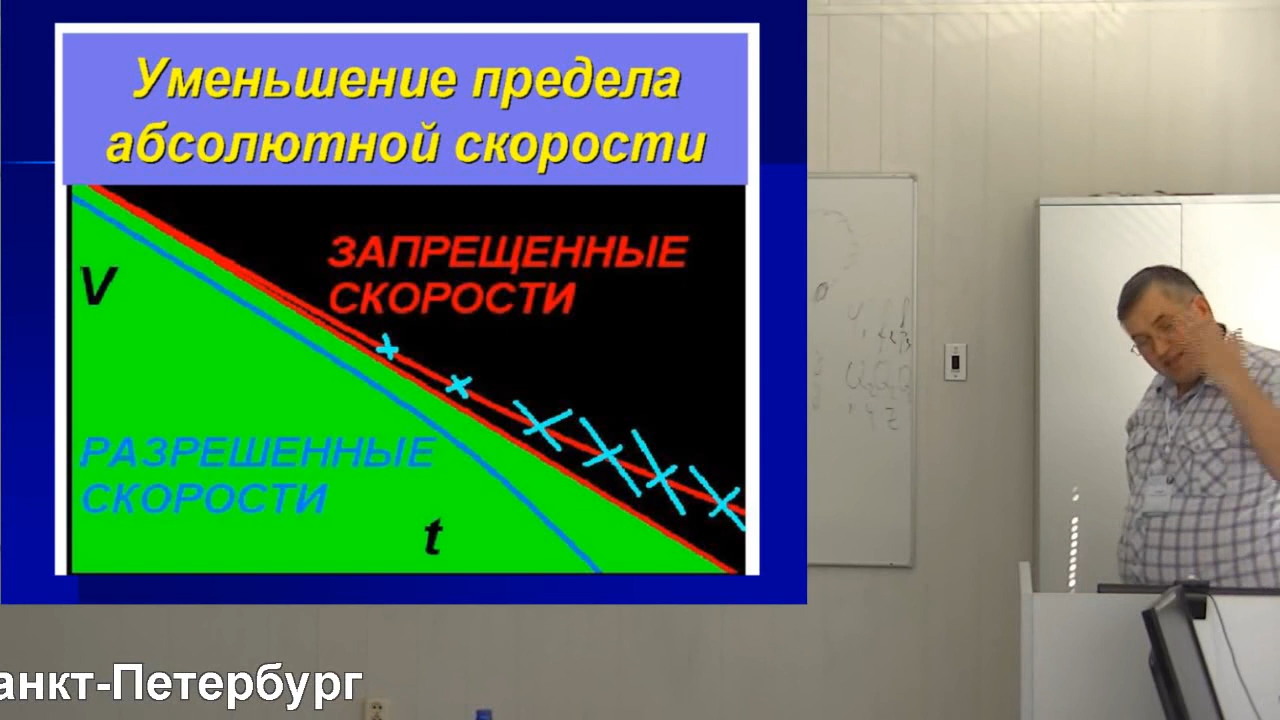 Уменьшение предела
абсолютной скорости
ЗАПРЕЩЕННЫЕ
СКОРОСТИ
V
РАЗРЕШЕННЫЕ
СКОРОСТИ
t
анкт-Петербург